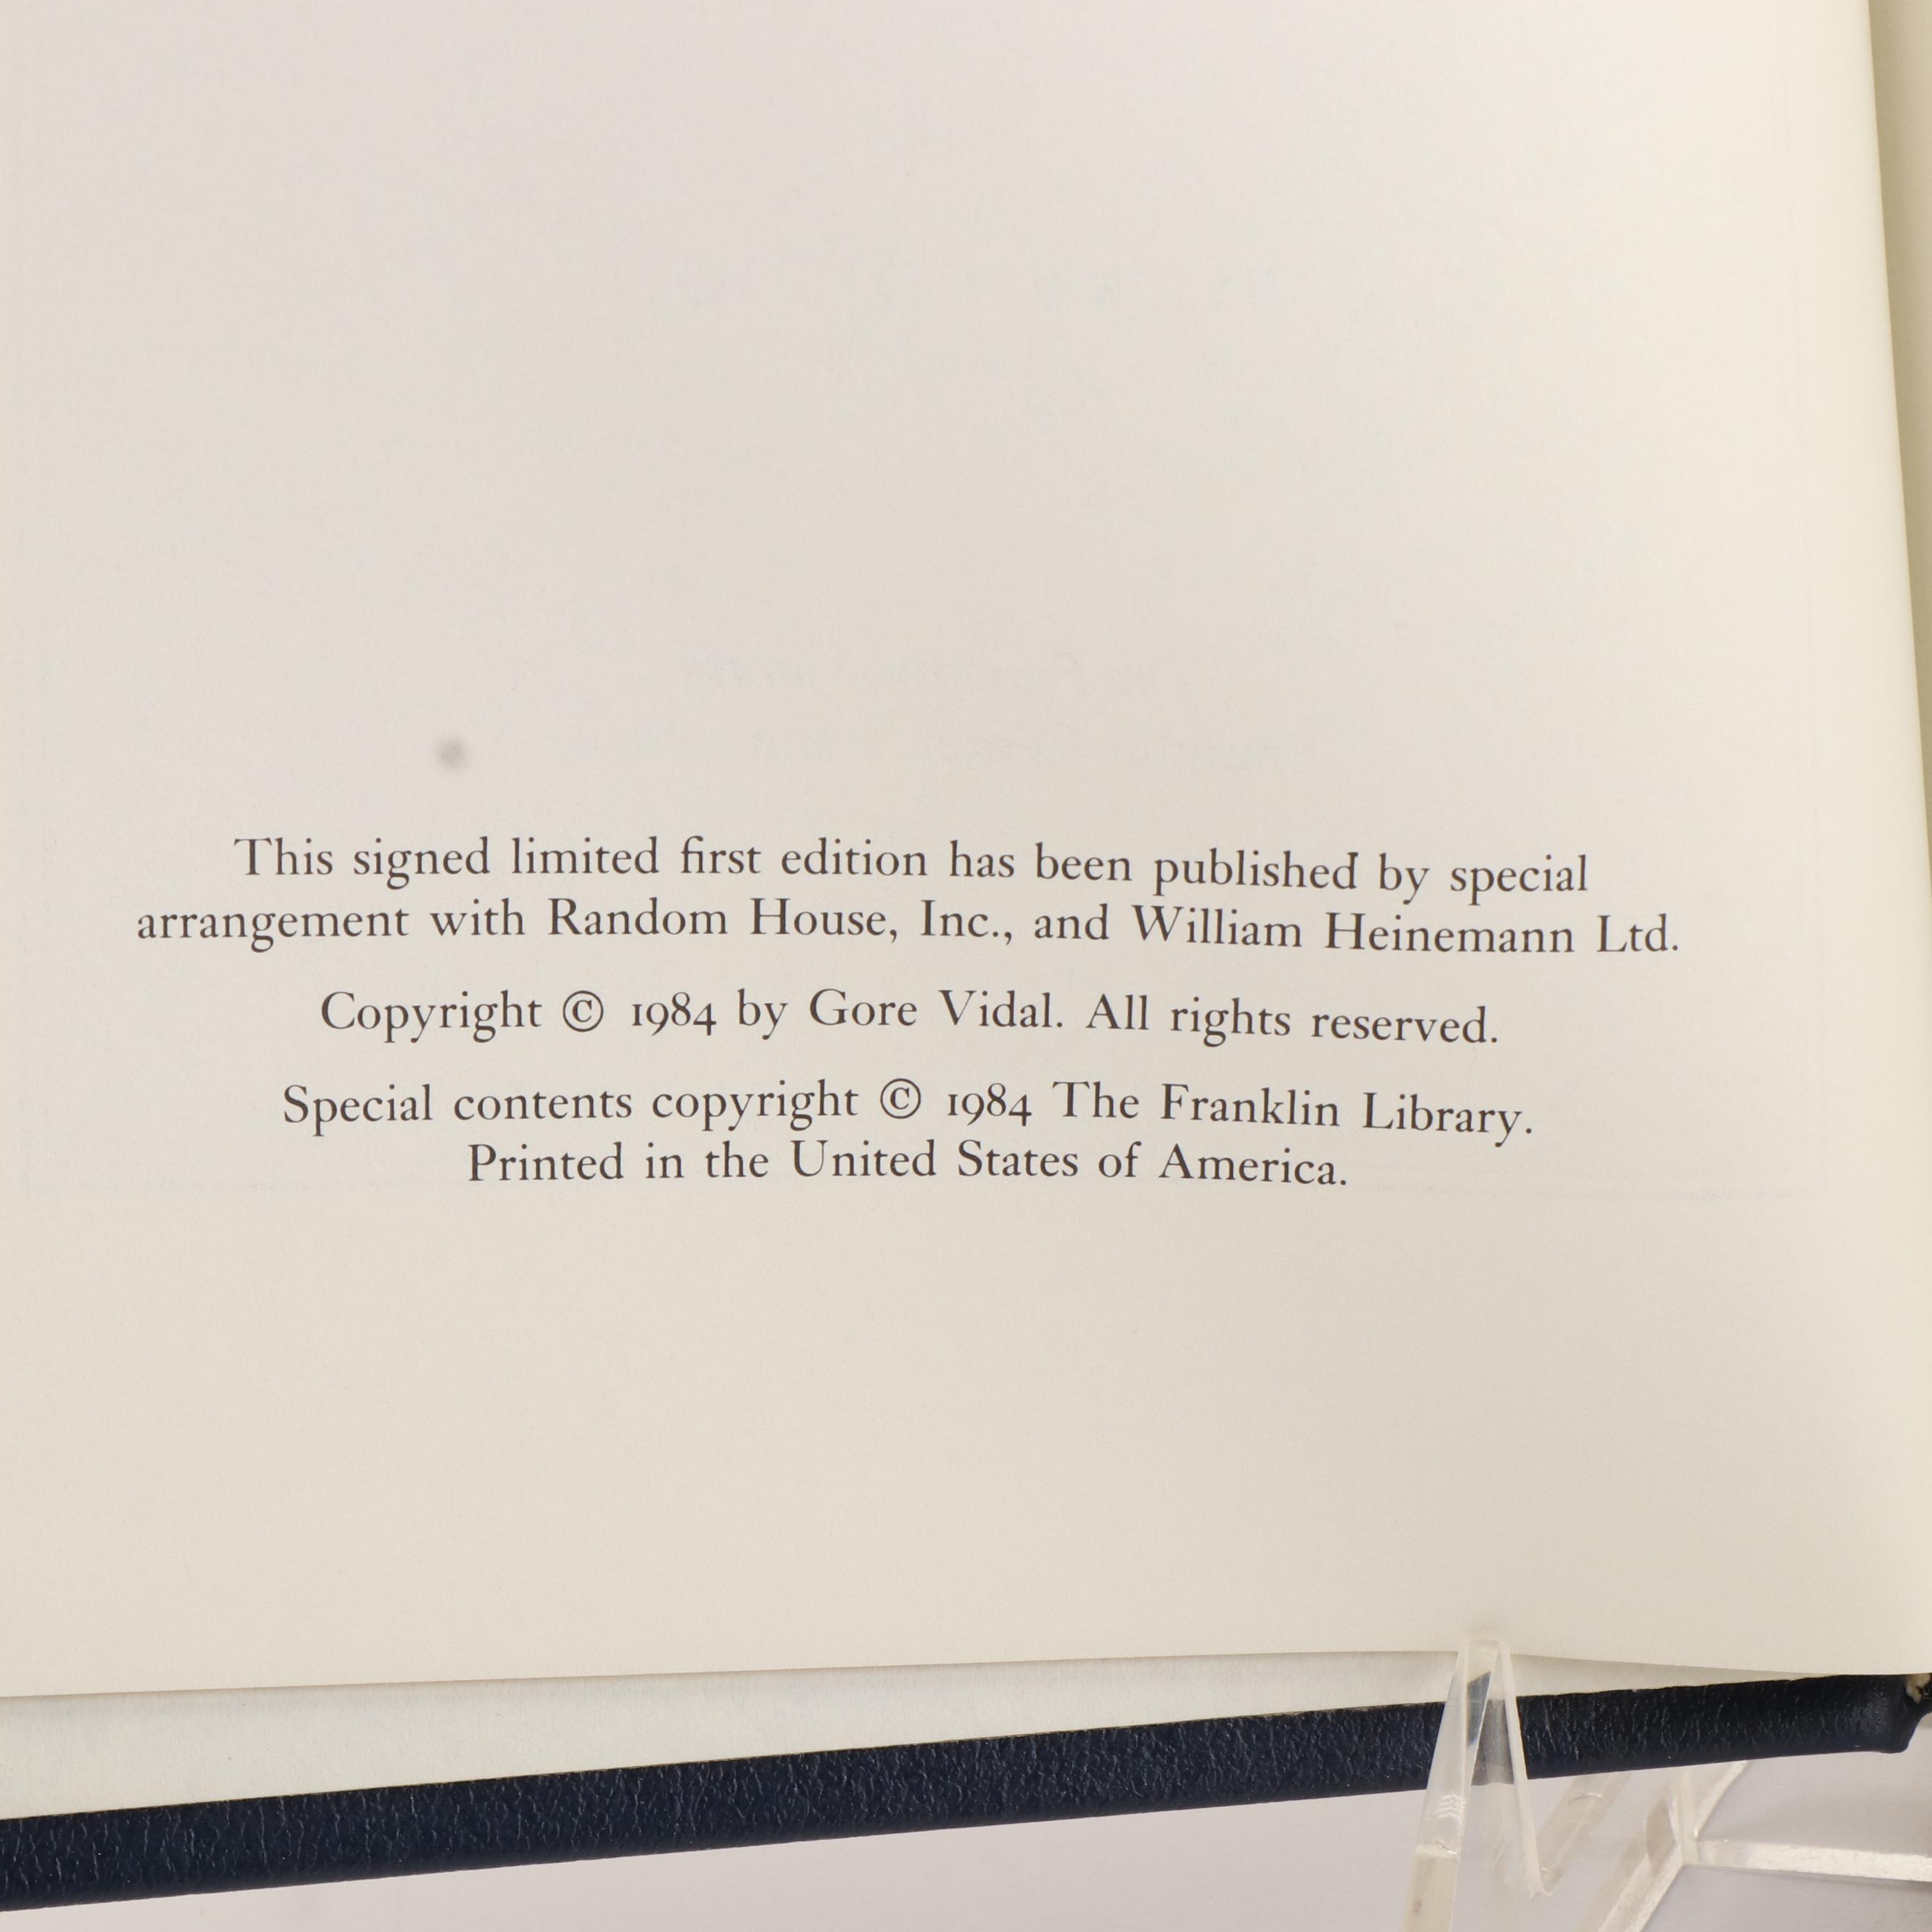 This signed limited first edition has been published by special
arrangement with Random House, Inc., and William Heinemann Ltd.
Copyright © 1984 by Gore Vidal. All rights reserved.
Special contents copyright © 1984 The Franklin Library.
Printed in the United States of America.